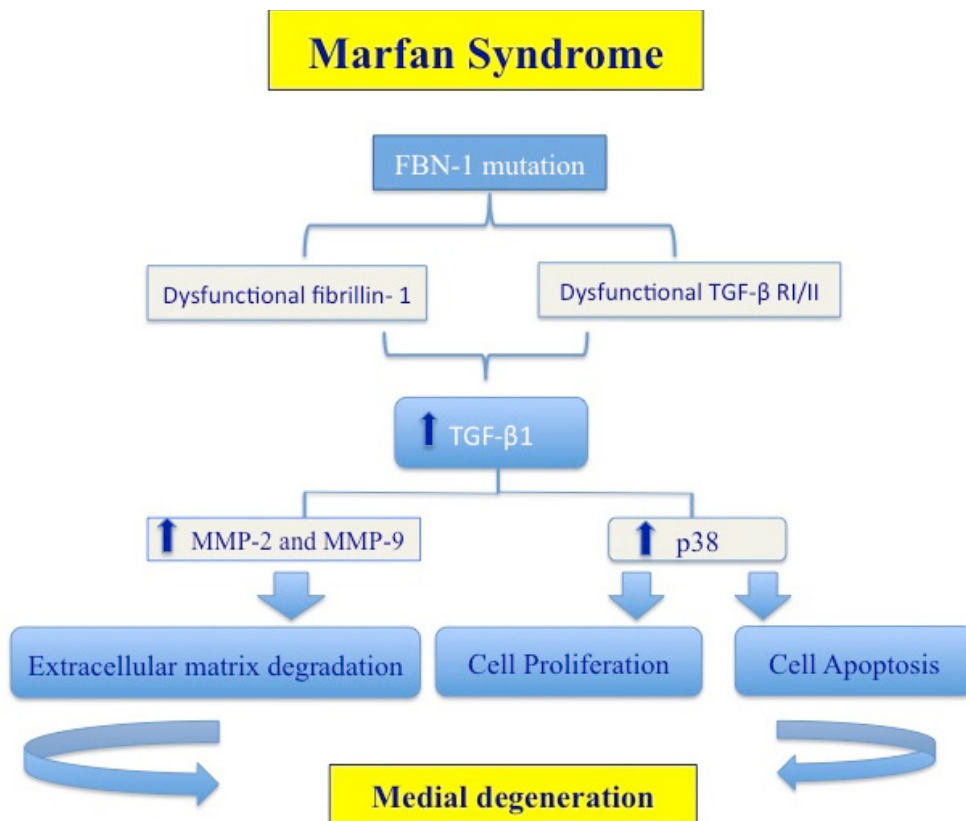 Marfan Syndrome
FBN-1 mutation
Dysfunctional fibrillin- 1
Dysfunctional TGF-β RI/II
TGF-β1
MMP-2 and MMP-9
p38
Extracellular matrix degradation
Cell Proliferation
Cell Apoptosis
Medial degeneration